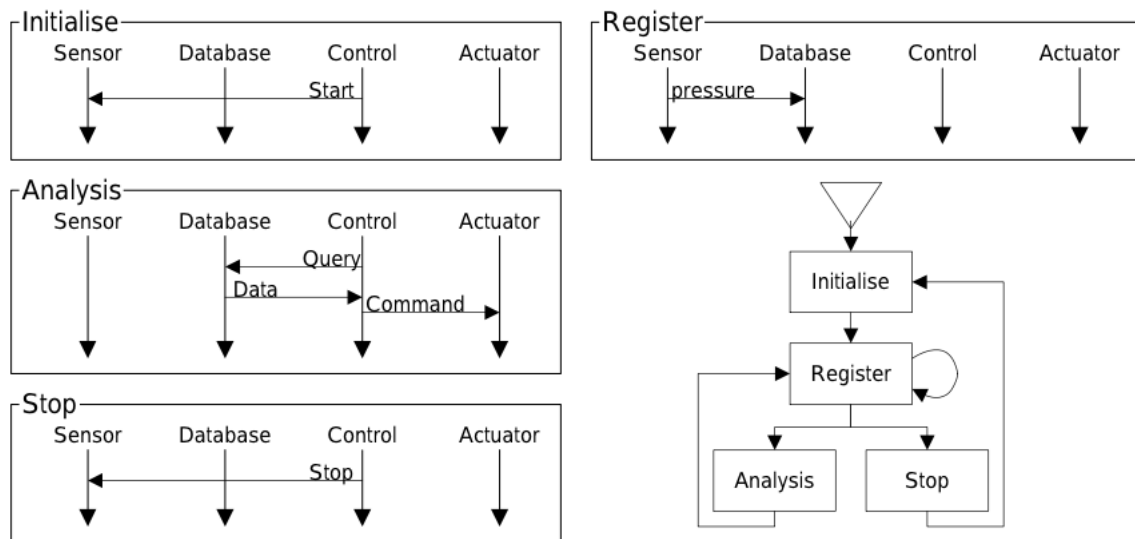 Initialise
Sensor Database Control Actuator
Start
Register
Sensor Database Control Actuator
pressure
Analysis
Sensor Database Control Actuator
Query
Data
Command
Stop
Sensor Database Control Actuator
Stop
Initialise
Register
Analysis Stop